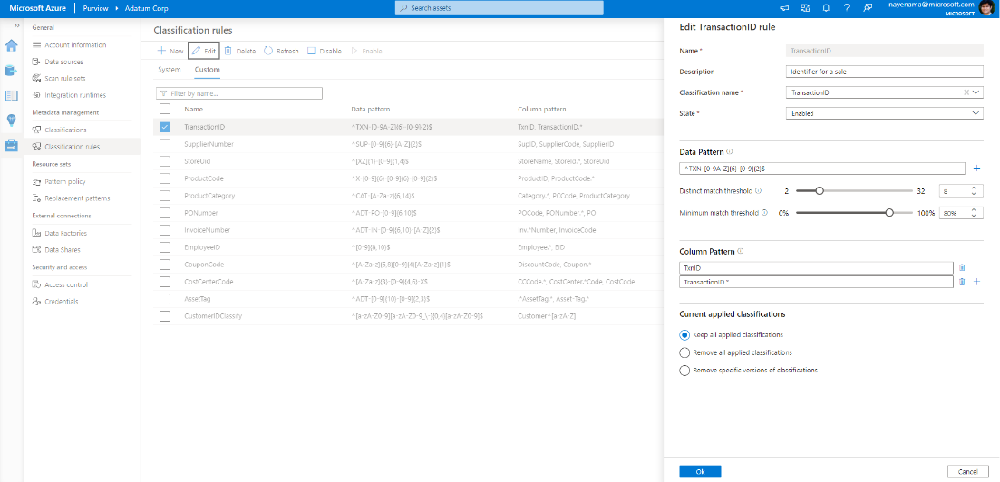 Microsoft Azure Purview > Adatum Corp Search assets nayenama@microsoft.com
MICROSOFT
General
Account information
Data sources
Scan rule sets
Integration runtimes
Metadata management
Classifications
Classification rules
Resource sets
Pattern policy
Replacement patterns
External connections
Data Factories
Data Shares
Security and access
Access control
Credentials
Classification rules
New Edit Delete Refresh Disable Enable
System Custom
Filter by name...
Name Data pattern Column pattern
TransactionID ^TXN-[0-9A-Z]{6}-[0-9]{2}$ TxnID, TransactionID.*
SupplierNumber ^SUP-[0-9]{6}-[A-Z]{2}$ SupID, SupplierCode, SupplierID
StoreUid ^[XZ]{1}-[0-9]{1,4}$ StoreName, StoreId.*, StoreUid
ProductCode ^X-[0-9]{6}-[0-9]{6}-[0-9]{2}$ ProductID, ProductCode.*
ProductCategory ^CAT-[A-Za-z]{6,14}$ Category.*, PCCode, ProductCategory
PONumber ^ADT-PO-[0-9]{6,10}$ POCode, PONumber.*, PO
InvoiceNumber ^ADT-IN-[0-9]{6,10}-[A-Z]{2}$ Inv.*Number, InvoiceCode
EmployeeID ^[0-9]{8,10}$ Employee.*, EID
CouponCode ^[A-Za-z]{6,8}[0-9]{4}[A-Za-z]{1}$ DiscountCode, Coupon.*
CostCenterCode ^[A-Za-z]{3}-[0-9]{4,6}-X$ CCCode.*, CostCenter.*Code, CostCode
AssetTag ^ADT-[0-9]{10}-[0-9]{2,3}$ .*AssetTag.*, Asset-Tag.*
CustomerIDClassify ^[a-zA-Z0-9][a-zA-Z0-9_\-]{0,4}[a-zA-Z0-9]$ Customer^[a-zA-Z]
Edit TransactionID rule
Name * TransactionID
Description Identifier for a sale
Classification name * TransactionID
State * Enabled
Data Pattern
^TXN-[0-9A-Z]{6}-[0-9]{2}$
Distinct match threshold 2 32 8
Minimum match threshold 0% 100% 80%
Column Pattern
TxnID
TransactionID.*
Current applied classifications
Keep all applied classifications
Remove all applied classifications
Remove specific versions of classifications
Ok Cancel